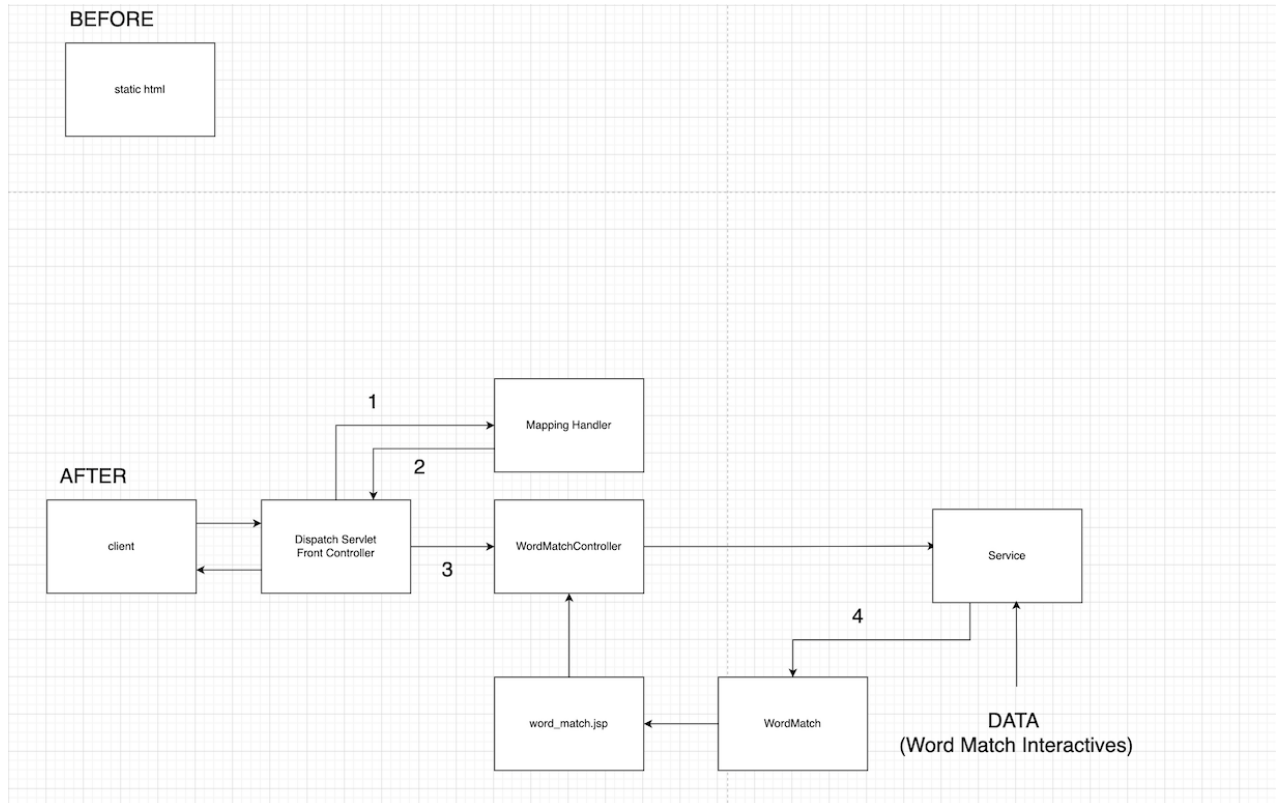 BEFORE
static html
1
Mapping Handler
2
AFTER
client
Dispatch Servlet
Front Controller
3
WordMatchController
Service
4
word_match.jsp
WordMatch
DATA
(Word Match Interactives)